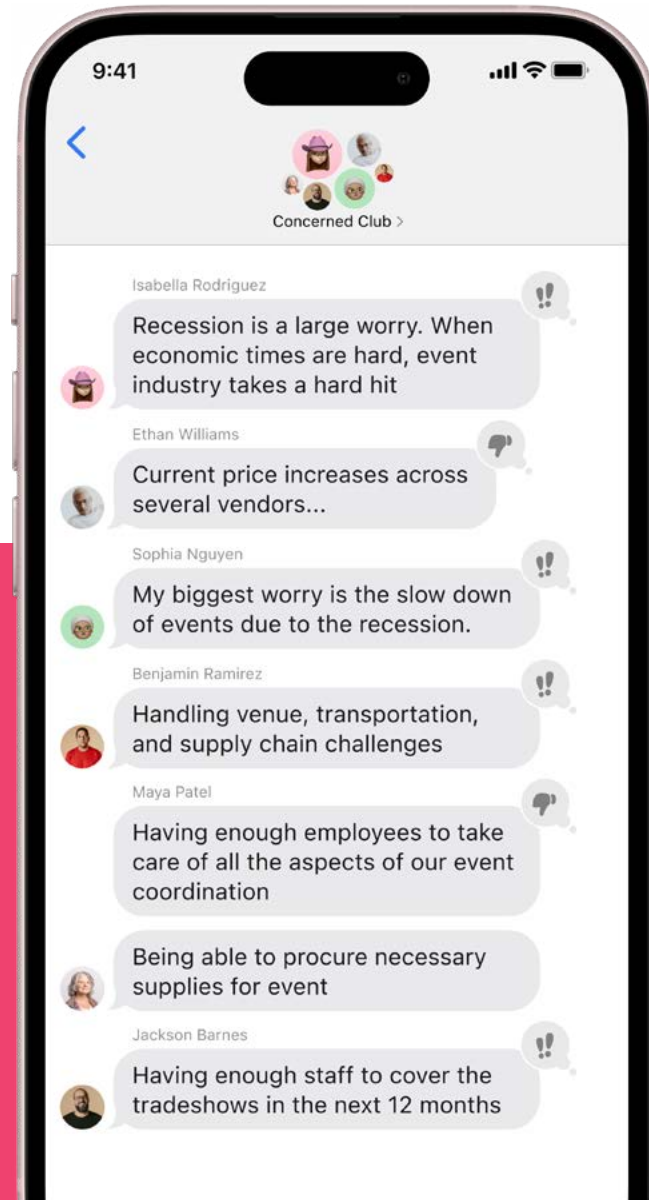 9:41
Concerned Club >
Isabella Rodriguez
Recession is a large worry. When
economic times are hard, event
industry takes a hard hit
Ethan Williams
Current price increases across
several vendors...
Sophia Nguyen
My biggest worry is the slow down
of events due to the recession.
Benjamin Ramirez
Handling venue, transportation,
and supply chain challenges
Maya Patel
Having enough employees to take
care of all the aspects of our event
coordination
Being able to procure necessary
supplies for event
Jackson Barnes
Having enough staff to cover the
tradeshows in the next 12 months